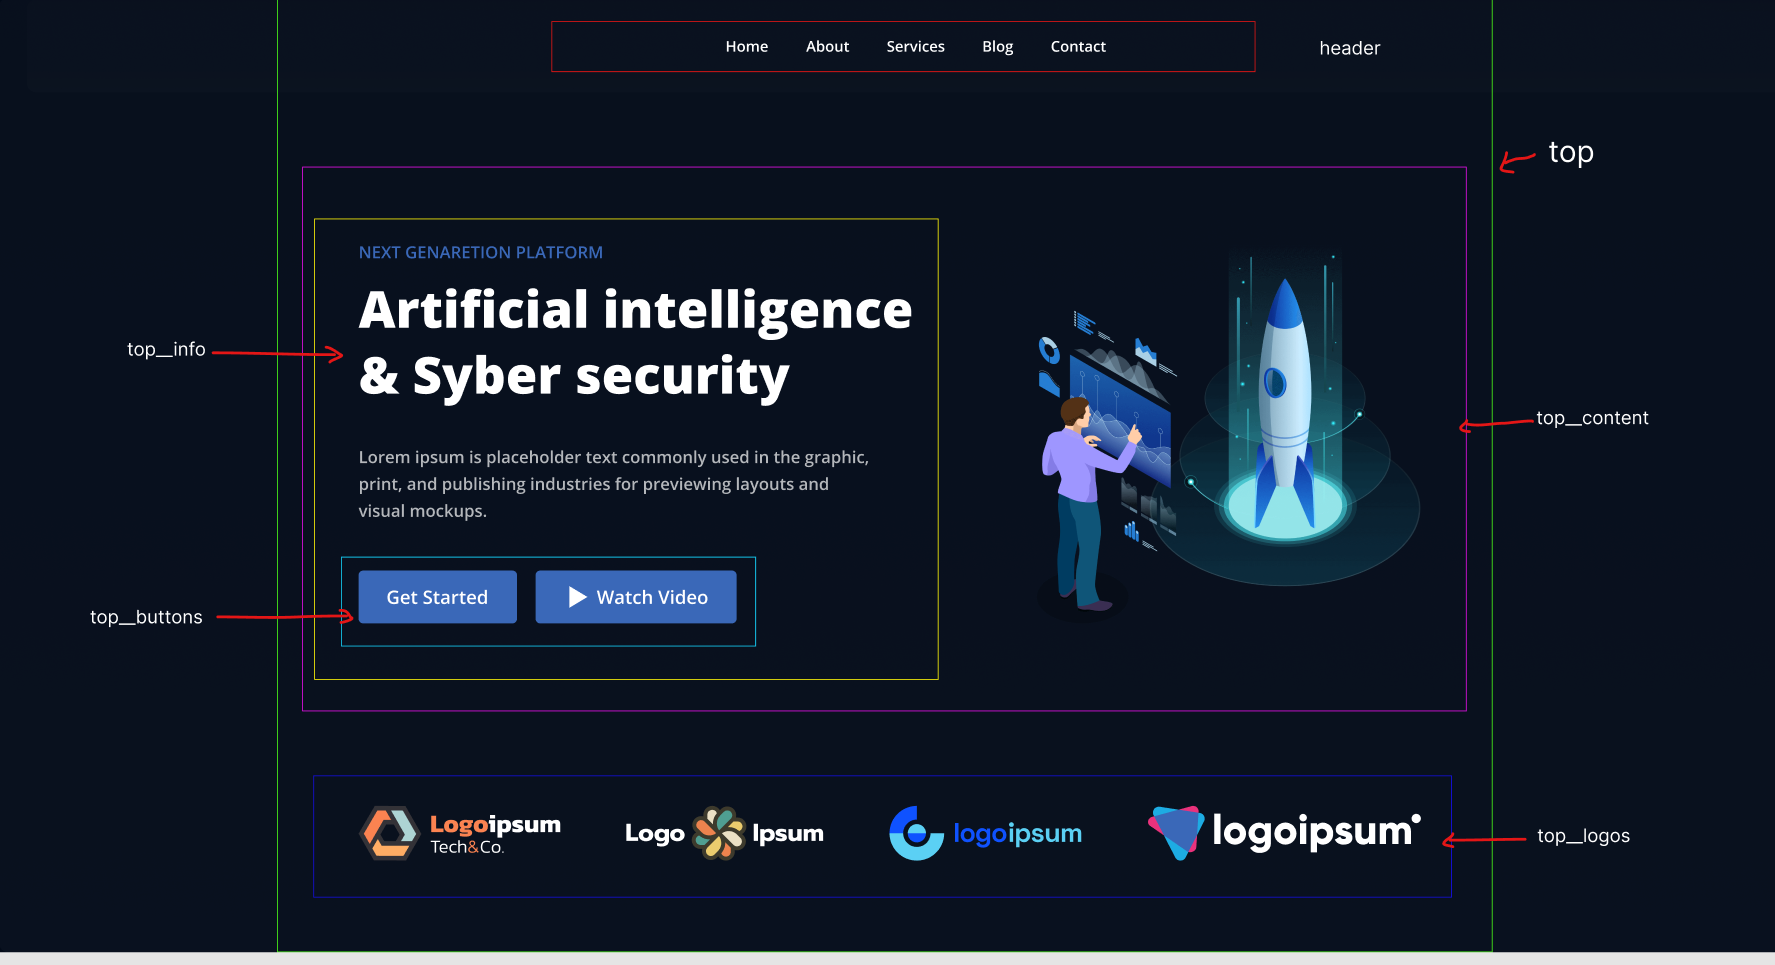 Home About Services Blog Contact
header
top
NEXT GENARETION PLATFORM
Artificial intelligence
& Syber security
top__info
top__content
Lorem ipsum is placeholder text commonly used in the graphic,
print, and publishing industries for previewing layouts and
visual mockups.
Get Started
Watch Video
top__buttons
Logoipsum
Tech&Co.
Logo Ipsum
logoipsum
logoipsum
top__logos